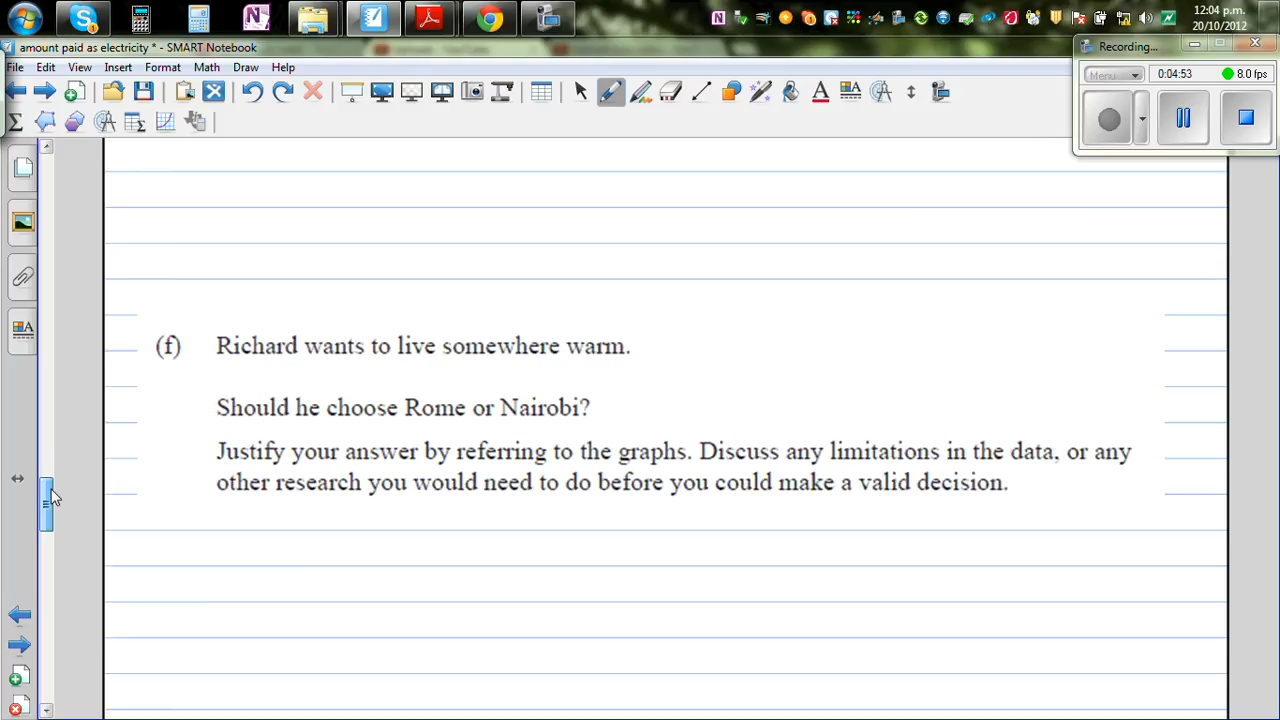 12:04 p.m.
20/10/2012
amount paid as electricity * - SMART Notebook
Recording...
File Edit View Insert Format Math Draw Help
Menu 0:04:53 8.0 fps
(f) Richard wants to live somewhere warm.
Should he choose Rome or Nairobi?
Justify your answer by referring to the graphs. Discuss any limitations in the data, or any
other research you would need to do before you could make a valid decision.